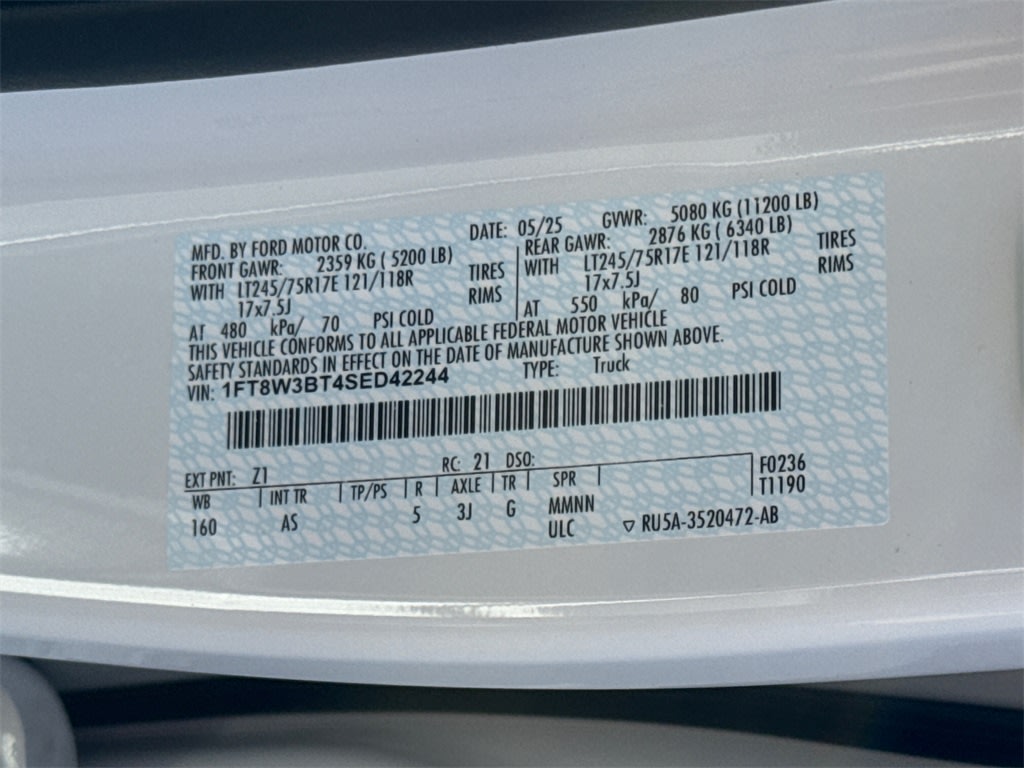 MFD. BY FORD MOTOR CO. DATE: 05/25 GVWR: 5080 KG (11200 LB)
FRONT GAWR: 2359 KG ( 5200 LB) REAR GAWR: 2876 KG ( 6340 LB)
WITH LT245/75R17E 121/118R TIRES WITH LT245/75R17E 121/118R TIRES
17x7.5J RIMS 17x7.5J RIMS
AT 480 kPa/ 70 PSI COLD AT 550 kPa/ 80 PSI COLD
THIS VEHICLE CONFORMS TO ALL APPLICABLE FEDERAL MOTOR VEHICLE
SAFETY STANDARDS IN EFFECT ON THE DATE OF MANUFACTURE SHOWN ABOVE.
VIN: 1FT8W3BT4SED42244 TYPE: Truck
EXT PNT: Z1 RC: 21 DSO: F0236
WB INT TR TP/PS R AXLE TR SPR T1190
160 AS 5 3J G MMNN
ULC ▽ RU5A-3520472-AB